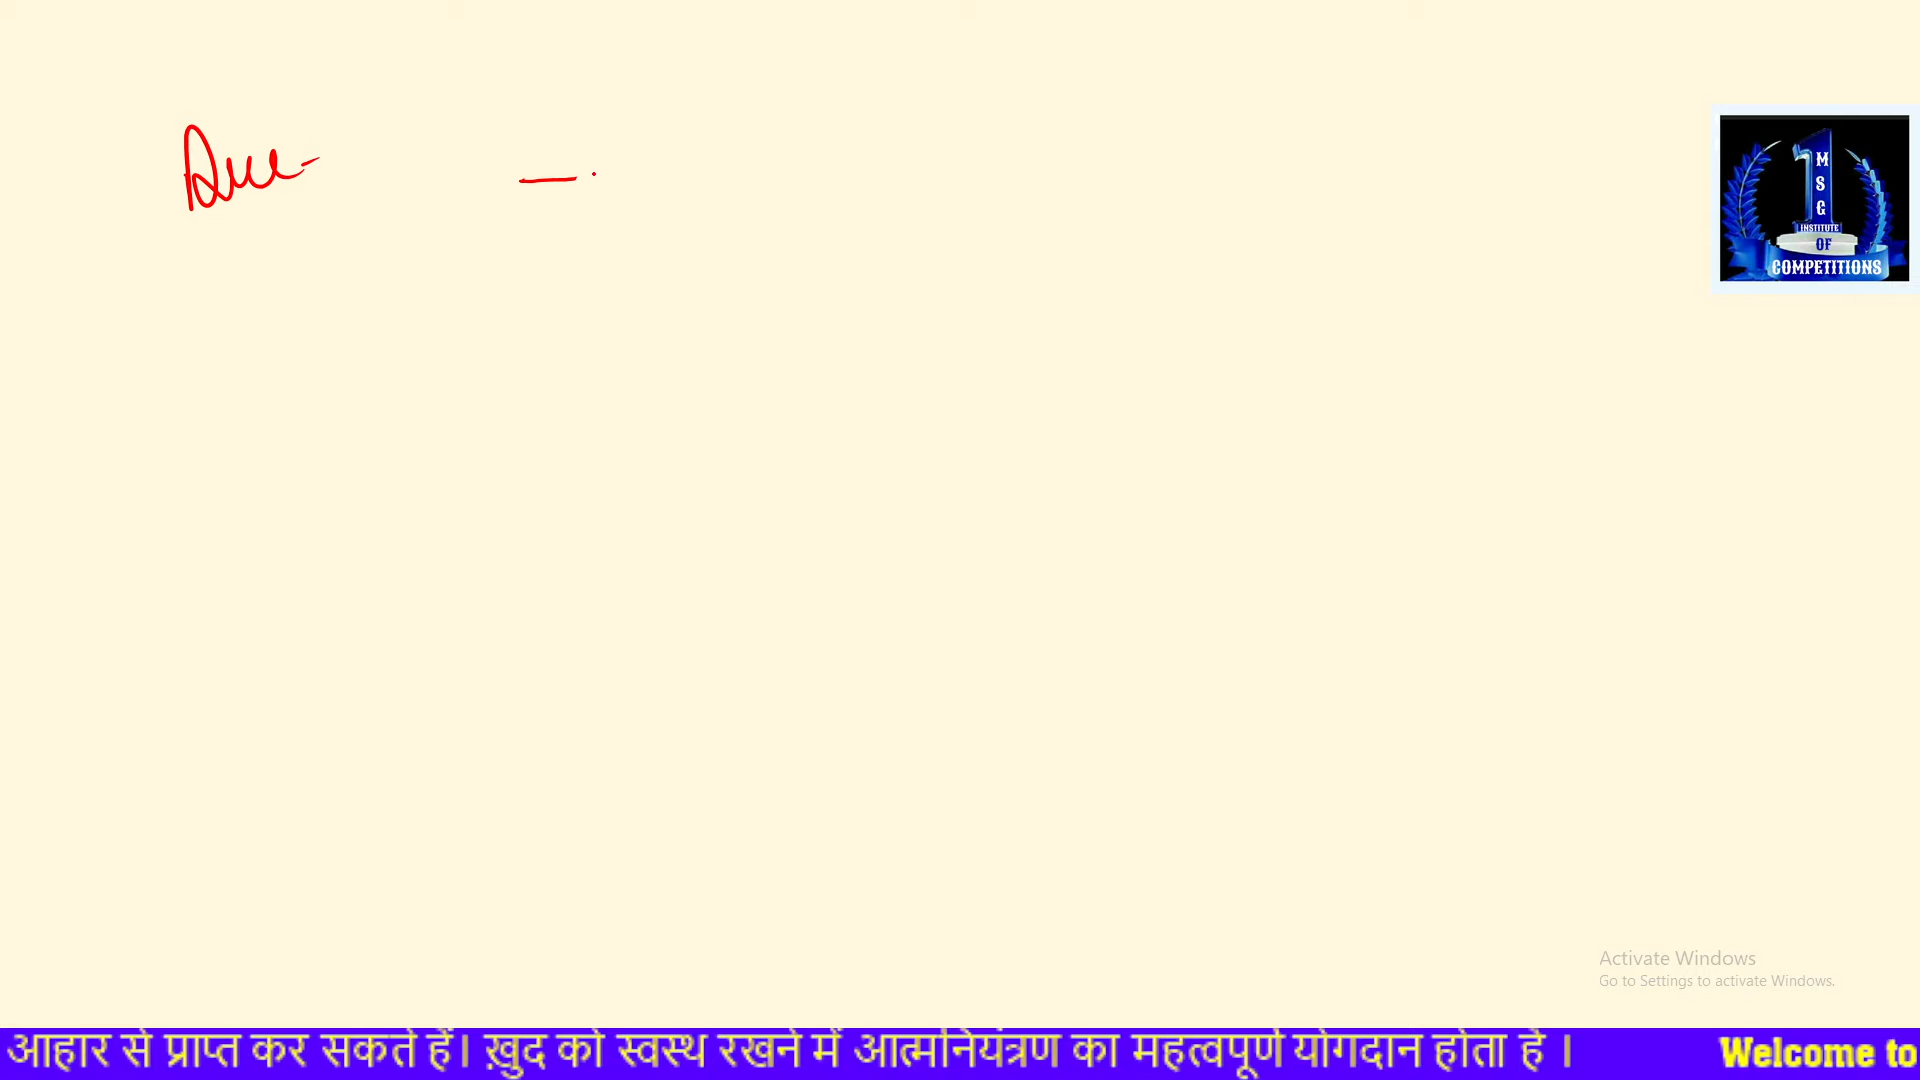 Que -
— .
M
S
G
INSTITUTE
OF
COMPETITIONS
Activate Windows
Go to Settings to activate Windows.
आहार से प्राप्त कर सकते हैं। ख़ुद को स्वस्थ रखने में आत्मनियंत्रण का महत्वपूर्ण योगदान होता है । Welcome to